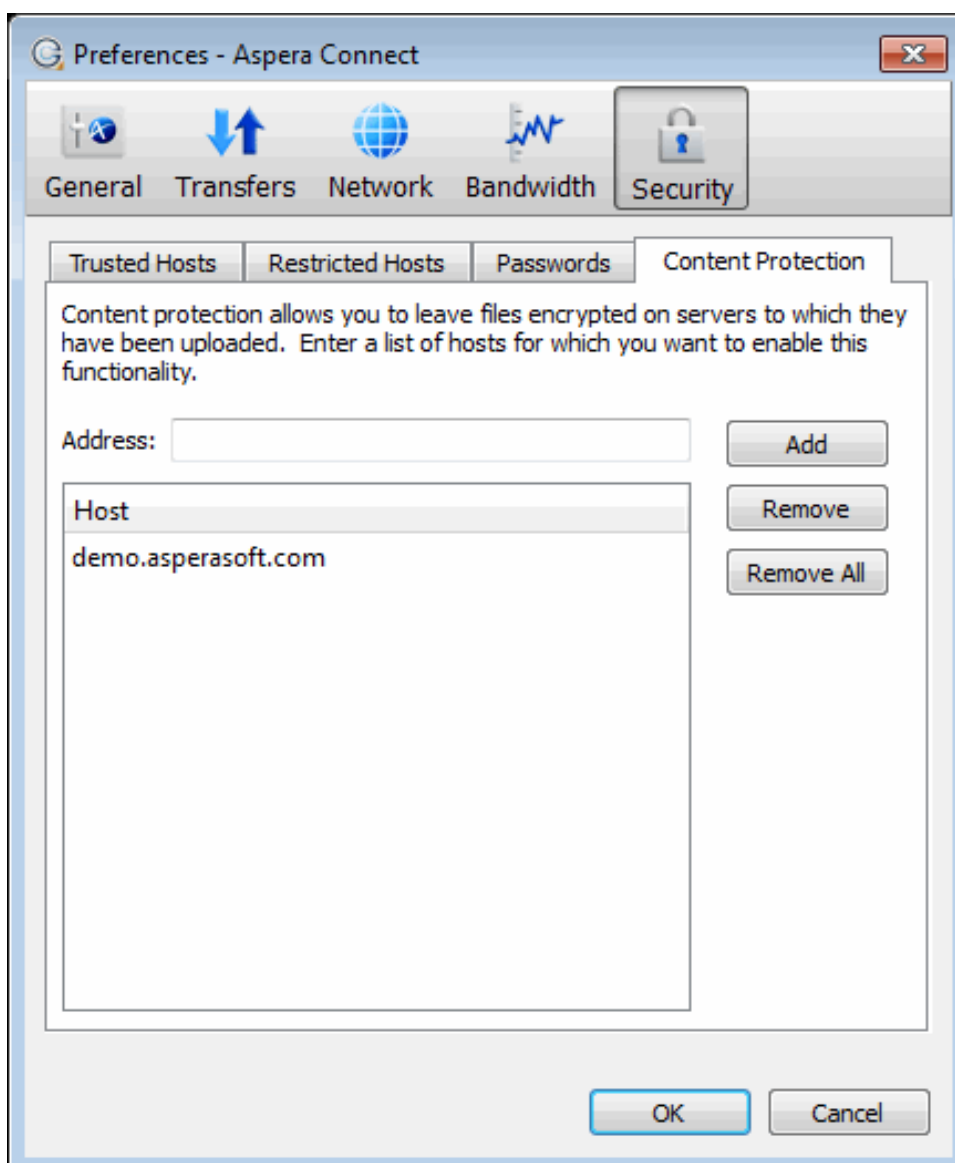 Preferences - Aspera Connect
General Transfers Network Bandwidth Security
Trusted Hosts Restricted Hosts Passwords Content Protection
Content protection allows you to leave files encrypted on servers to which they
have been uploaded.  Enter a list of hosts for which you want to enable this
functionality.
Address: Add
Host Remove
demo.asperasoft.com Remove All
OK Cancel